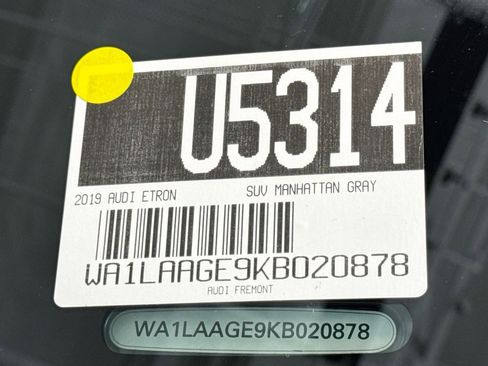 U5314
2019 AUDI ETRON SUV MANHATTAN GRAY
WA1LAAGE9KB020878
AUDI FREMONT
WA1LAAGE9KB020878